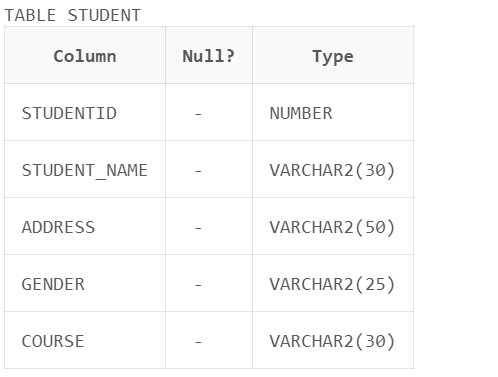 TABLE STUDENT
Column Null? Type
STUDENTID - NUMBER
STUDENT_NAME - VARCHAR2(30)
ADDRESS - VARCHAR2(50)
GENDER - VARCHAR2(25)
COURSE - VARCHAR2(30)